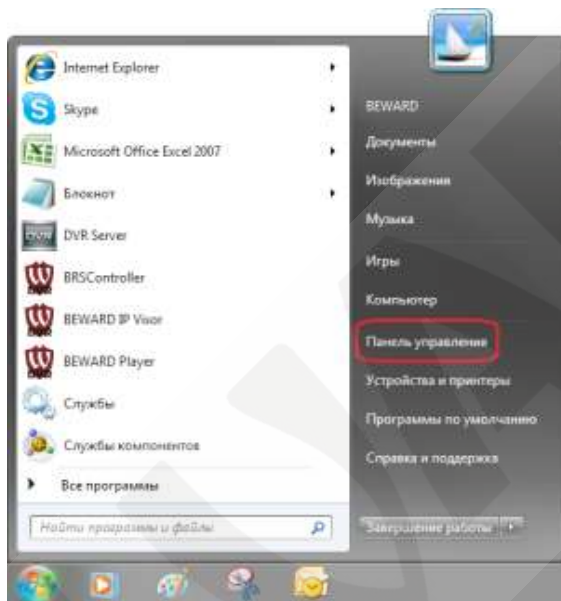 Internet Explorer
Skype
Microsoft Office Excel 2007
Блокнот
DVR Server
BRSController
BEWARD IP Visor
BEWARD Player
Службы
Службы компонентов
Все программы
Найти программы и файлы
BEWARD
Документы
Изображения
Музыка
Игры
Компьютер
Панель управления
Устройства и принтеры
Программы по умолчанию
Справка и поддержка
Завершение работы